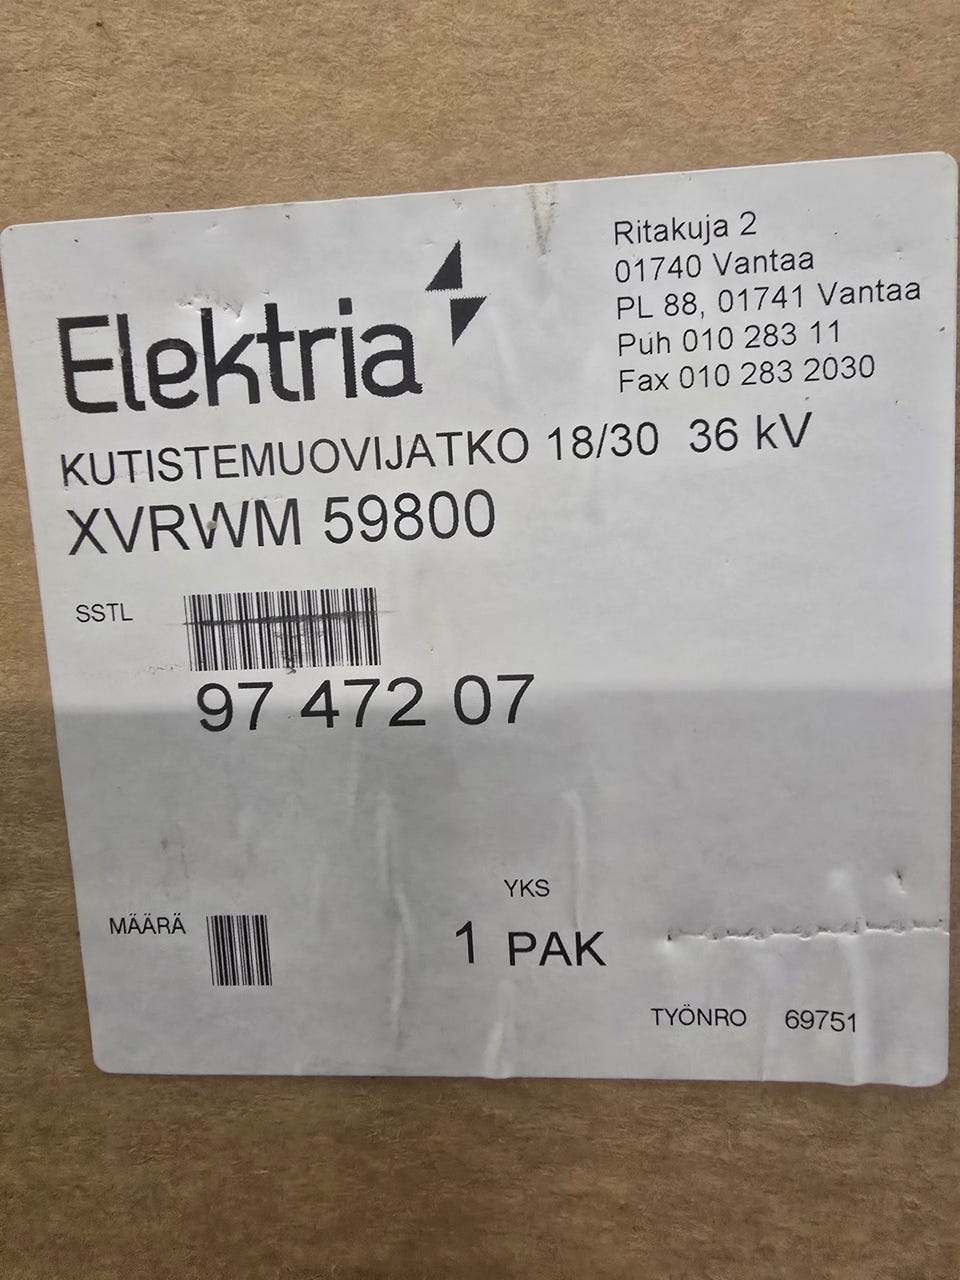 Elektria
Ritakuja 2
01740 Vantaa
PL 88, 01741 Vantaa
Puh 010 283 11
Fax 010 283 2030
KUTISTEMUOVIJATKO 18/30 36 kV
XVRWM 59800
SSTL
97 472 07
YKS
MÄÄRÄ
1 PAK
TYÖNRO 69751